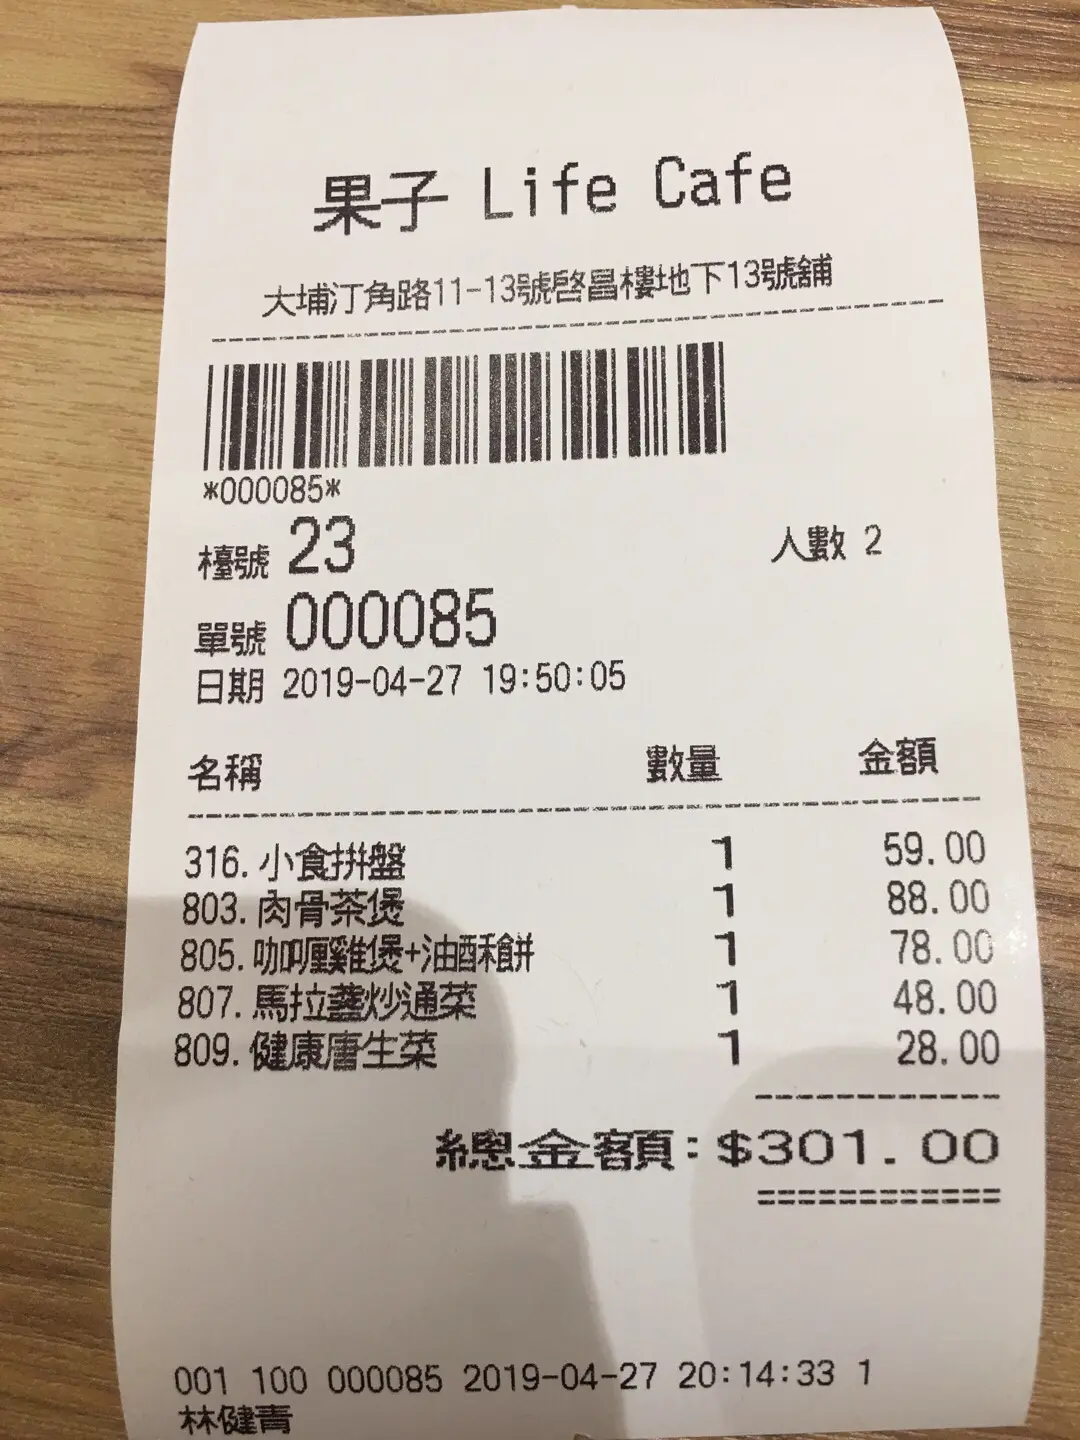 果子 Life Cafe
大埔汀角路11-13號啓昌樓地下13號舖
*000085*
檯號 23 人數 2
單號 000085
日期 2019-04-27 19:50:05
名稱 數量 金額
316. 小食拼盤 1 59.00
803. 肉骨茶煲 1 88.00
805. 咖喱雞煲+油酥餅 1 78.00
807. 馬拉盞炒通菜 1 48.00
809. 健康唐生菜 1 28.00
總金額:$301.00
001 100 000085 2019-04-27 20:14:33 1
林健青